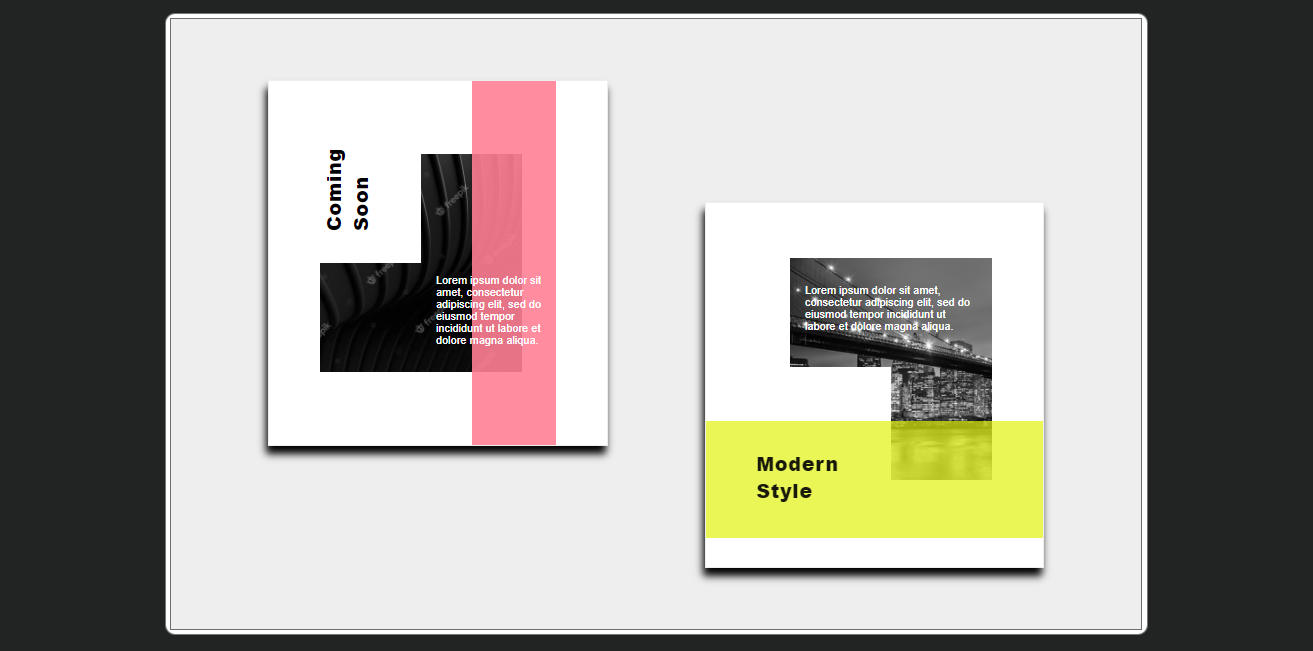 Coming
Soon
freepik
freepik
Lorem ipsum dolor sit
amet, consectetur
adipiscing elit, sed do
eiusmod tempor
incididunt ut labore et
dolore magna aliqua.
Lorem ipsum dolor sit amet,
consectetur adipiscing elit, sed do
eiusmod tempor incididunt ut
labore et dolore magna aliqua.
Modern
Style